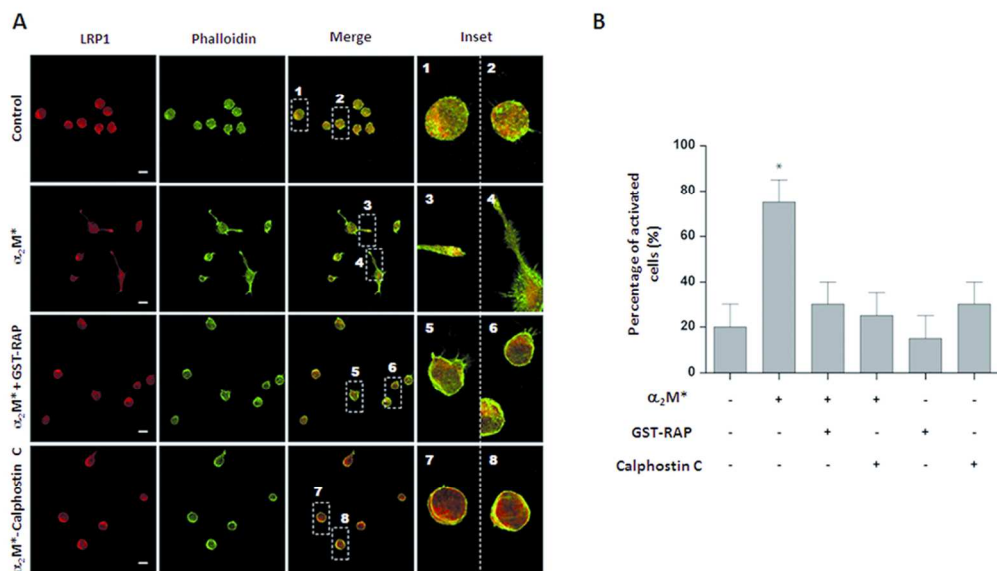 A
LRP1 Phalloidin Merge Inset
Control
1 2
1 2
α₂M*
3
4
3 4
α₂M* + GST-RAP
5 6
5 6
α₂M*-Calphostin C
7
8
7 8
B
Percentage of activated
cells (%)
100
80
60
40
20
0
*
α₂M* - + + + - -
GST-RAP - - + - + -
Calphostin C - - - + - +